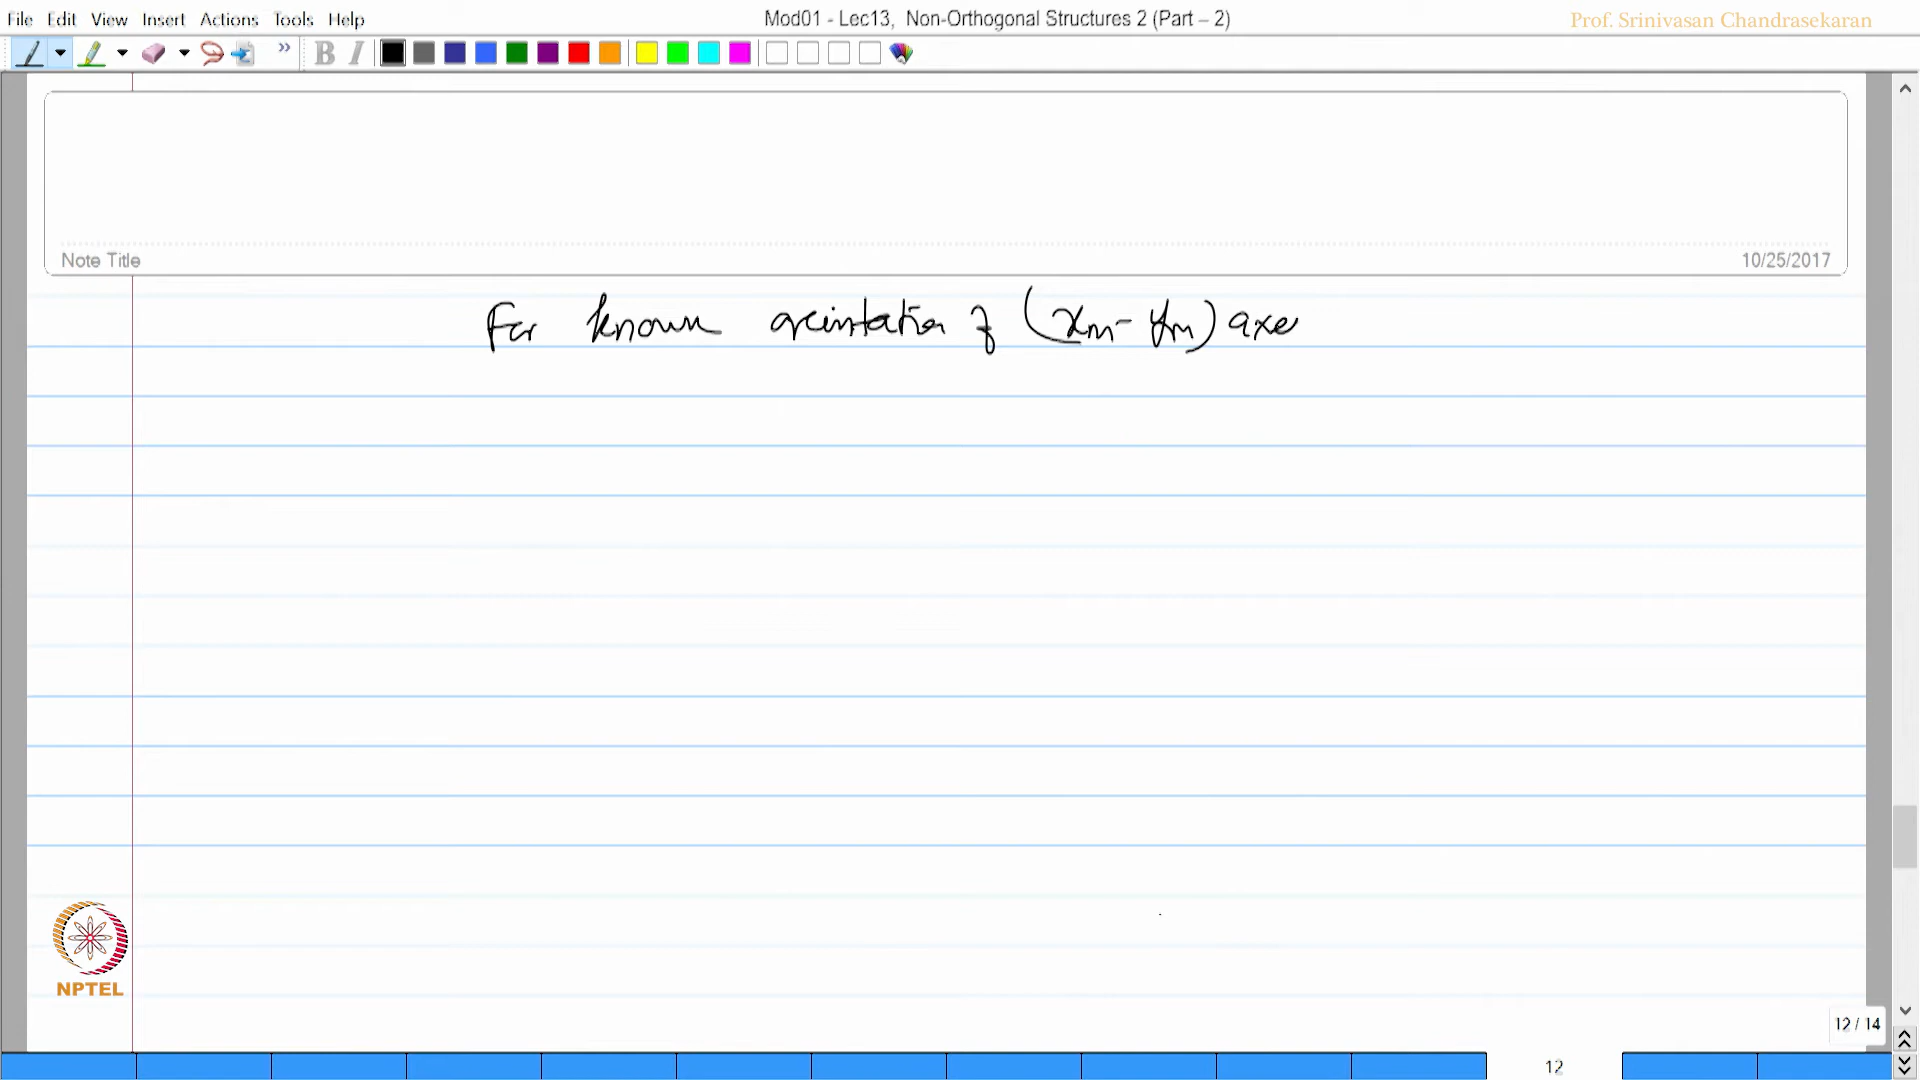 File Edit View Insert Actions Tools Help
Mod01 - Lec13, Non-Orthogonal Structures 2 (Part – 2)
Prof. Srinivasan Chandrasekaran
B I
Note Title
10/25/2017
For known orientation of (xm - ym) axe
NPTEL
12 / 14
12